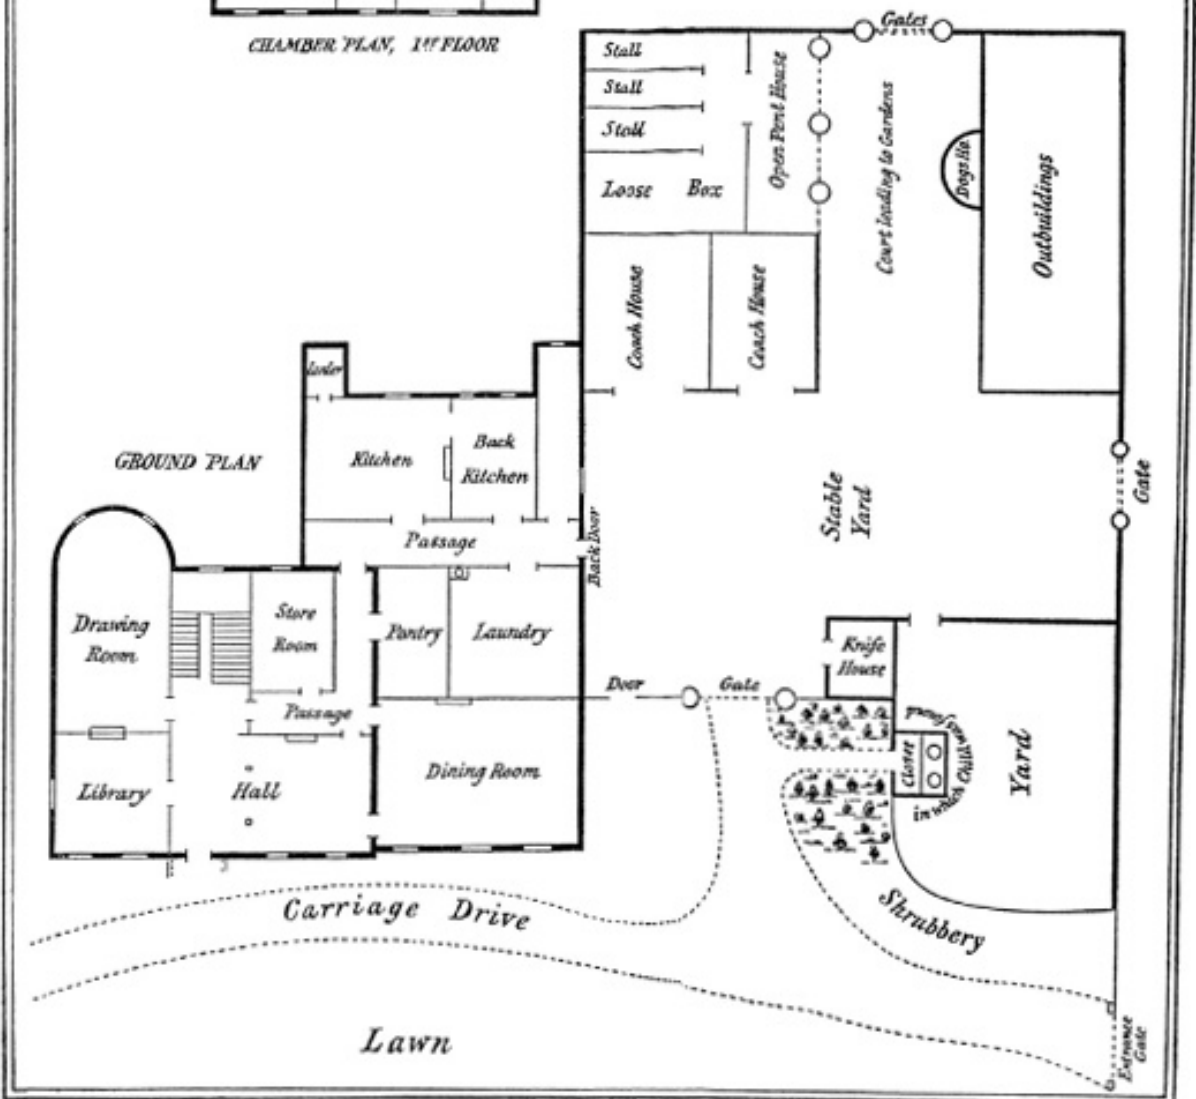 CHAMBER PLAN, 1ST FLOOR
Gates
Stall
Stall
Stall
Loose Box
Open Pent House
Court leading to Gardens
Dogs Ho.
Outbuildings
Coach House
Coach House
Larder
GROUND PLAN
Kitchen
Back
Kitchen
Passage
Back Door
Stable
Yard
Gate
Drawing
Room
Store
Room
Pantry
Laundry
Knife
House
Door
Gate
Passage
Closet
in which Child was found
Yard
Library
Hall
Dining Room
Carriage Drive
Shrubbery
Lawn
Entrance
Gate